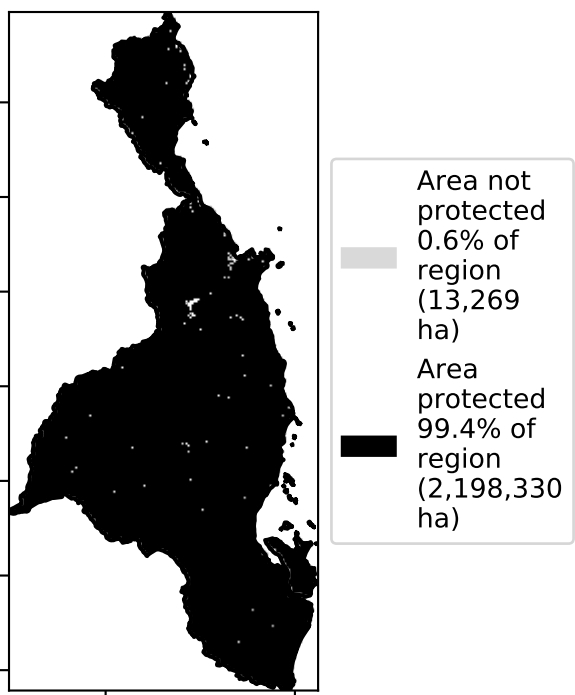 Area not
protected
0.6% of
region
(13,269
ha)
Area
protected
99.4% of
region
(2,198,330
ha)